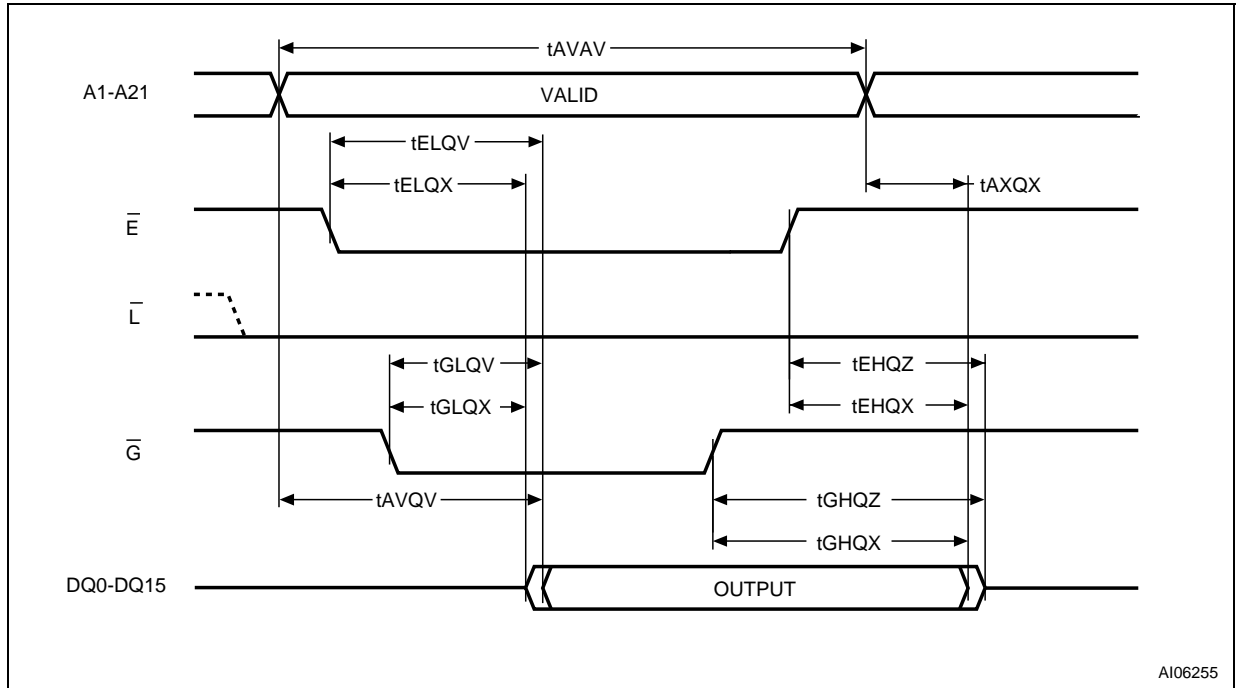 tAVAV
A1-A21
VALID
tELQV
tELQX
tAXQX
E̅
L̅
tGLQV
tEHQZ
tGLQX
tEHQX
G̅
tAVQV
tGHQZ
tGHQX
DQ0-DQ15
OUTPUT
AI06255